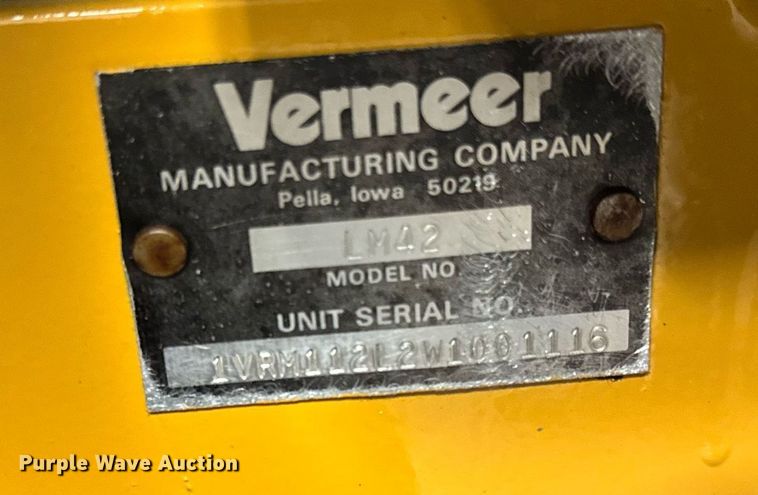 Vermeer
MANUFACTURING COMPANY
Pella, Iowa 50219
LM42
MODEL NO
UNIT SERIAL NO.
1VRM112L2W1001116
Purple Wave Auction